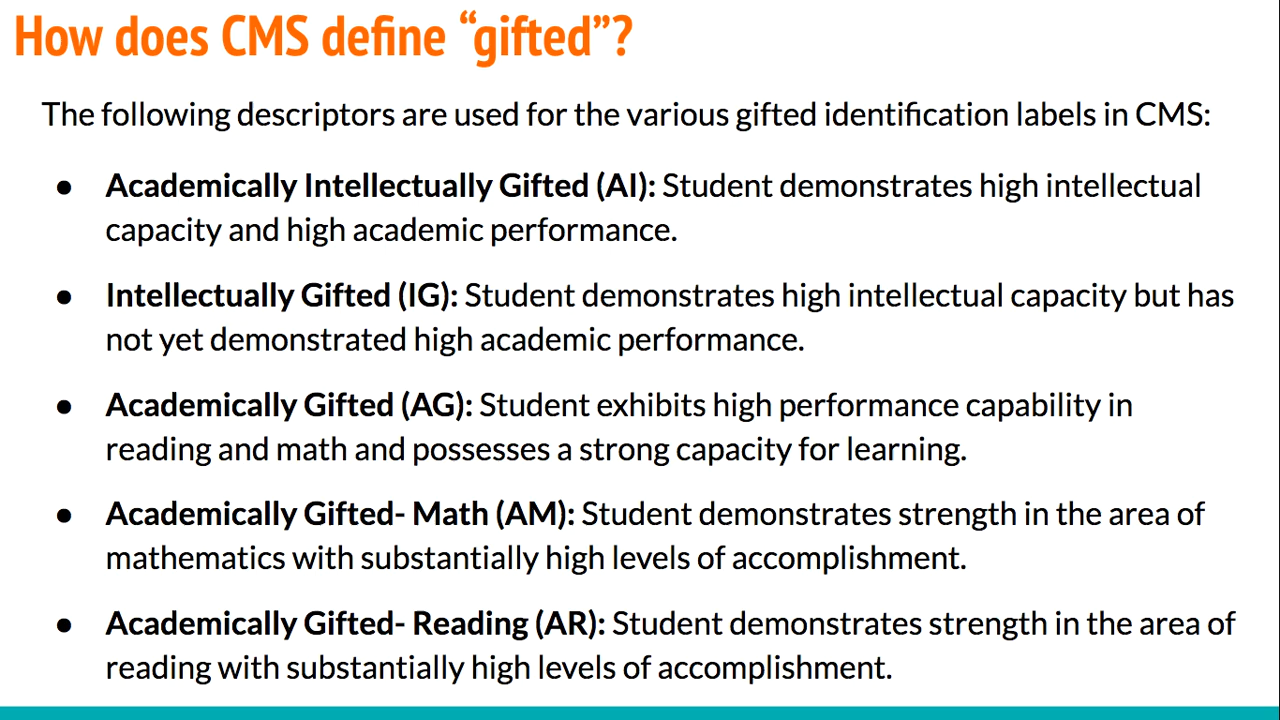 How does CMS define “gifted”?
The following descriptors are used for the various gifted identification labels in CMS:
● Academically Intellectually Gifted (AI): Student demonstrates high intellectual
capacity and high academic performance.
● Intellectually Gifted (IG): Student demonstrates high intellectual capacity but has
not yet demonstrated high academic performance.
● Academically Gifted (AG): Student exhibits high performance capability in
reading and math and possesses a strong capacity for learning.
● Academically Gifted- Math (AM): Student demonstrates strength in the area of
mathematics with substantially high levels of accomplishment.
● Academically Gifted- Reading (AR): Student demonstrates strength in the area of
reading with substantially high levels of accomplishment.